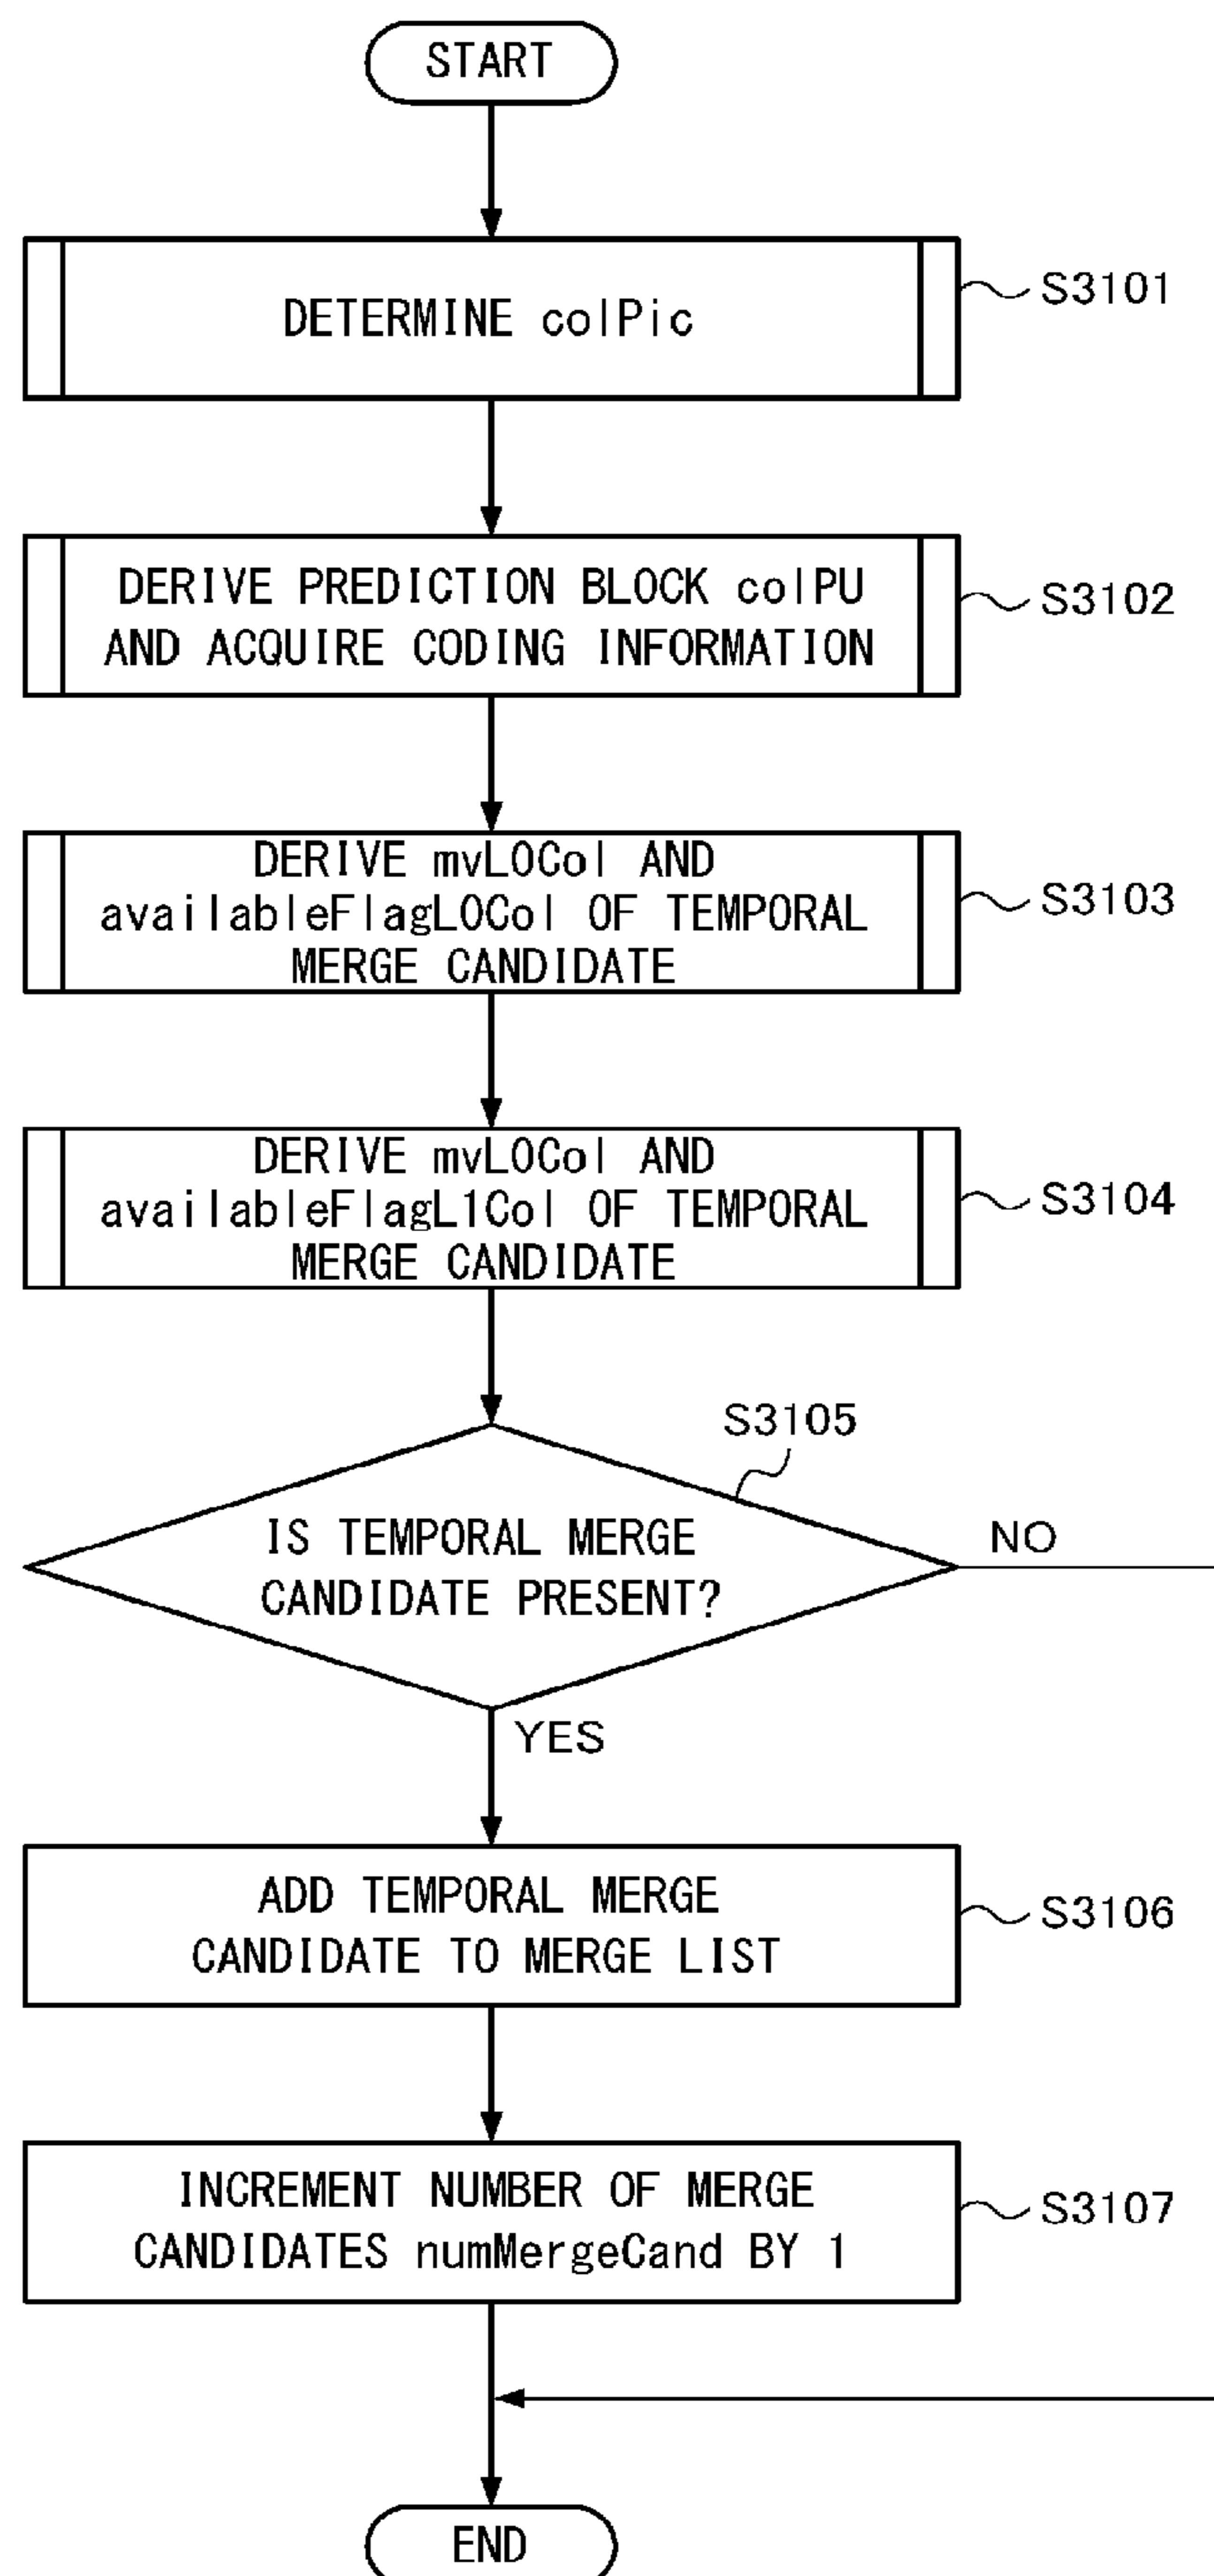 START
DETERMINE colPic
S3101
DERIVE PREDICTION BLOCK colPU
AND ACQUIRE CODING INFORMATION
S3102
DERIVE mvL0Col AND
availableFlagL0Col OF TEMPORAL
MERGE CANDIDATE
S3103
DERIVE mvL0Col AND
availableFlagL1Col OF TEMPORAL
MERGE CANDIDATE
S3104
S3105
IS TEMPORAL MERGE
CANDIDATE PRESENT?
NO
YES
ADD TEMPORAL MERGE
CANDIDATE TO MERGE LIST
S3106
INCREMENT NUMBER OF MERGE
CANDIDATES numMergeCand BY 1
S3107
END